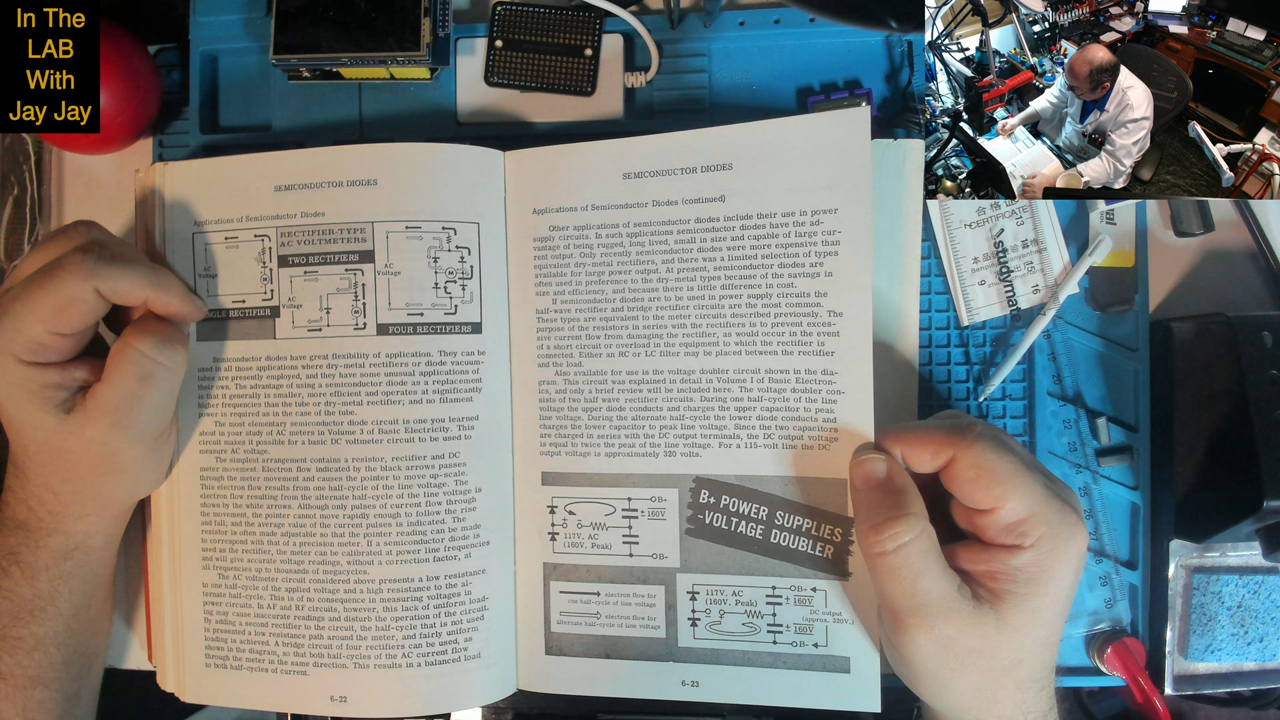 In The
LAB
With
Jay Jay
SEMICONDUCTOR DIODES
Applications of Semiconductor Diodes
RECTIFIER-TYPE
AC VOLTMETERS
TWO RECTIFIERS
AC
Voltage
AC
Voltage
AC
Voltage
GLE RECTIFIER
FOUR RECTIFIERS
Semiconductor diodes have great flexibility of application. They can be
used in all those applications where dry-metal rectifiers or diode vacuum-
tubes are presently employed, and they have some unusual applications of
their own. The advantage of using a semiconductor diode as a replacement
is that it generally is smaller, more efficient and operates at significantly
higher frequencies than the tube or dry-metal rectifier; and no filament
power is required as in the case of the tube.
The most elementary semiconductor diode circuit is one you learned
about in your study of AC meters in Volume 3 of Basic Electricity. This
circuit makes it possible for a basic DC voltmeter circuit to be used to
measure AC voltage.
The simplest arrangement contains a resistor, rectifier and DC
meter movement. Electron flow indicated by the black arrows passes
through the meter movement and causes the pointer to move up-scale.
This electron flow results from one half-cycle of the line voltage. The
electron flow resulting from the alternate half-cycle of the line voltage is
shown by the white arrows. Although only pulses of current flow through
the movement, the pointer cannot move rapidly enough to follow the rise
and fall, and the average value of the current pulses is indicated. The
resistor is often made adjustable so that the pointer reading can be made
to correspond with that of a precision meter. If a semiconductor diode is
used as the rectifier, the meter can be calibrated at power line frequencies
and will give accurate voltage readings, without a correction factor, at
all frequencies up to thousands of megacycles.
The AC voltmeter circuit considered above presents a low resistance
to one half-cycle of the applied voltage and a high resistance to the al-
ternate half-cycle. This is of no consequence in measuring voltages in
power circuits. In AF and RF circuits, however, this lack of uniform load-
ing may cause inaccurate readings and disturb the operation of the circuit.
By adding a second rectifier to the circuit, the half-cycle that is not used
is presented a low resistance path around the meter, and fairly uniform
loading is achieved. A bridge circuit of four rectifiers can be used, as
shown in the diagram, so that both half-cycles of the AC current flow
through the meter in the same direction. This results in a balanced load
to both half-cycles of current.
6-22
SEMICONDUCTOR DIODES
Applications of Semiconductor Diodes (continued)
Other applications of semiconductor diodes include their use in power
supply circuits. In such applications semiconductor diodes have the ad-
vantage of being rugged, long lived, small in size and capable of large cur-
rent output. Only recently semiconductor diodes were more expensive than
equivalent dry-metal rectifiers, and there was a limited selection of types
available for large power output. At present, semiconductor diodes are
often used in preference to the dry-metal types because of the savings in
size and efficiency, and because there is little difference in cost.
If semiconductor diodes are to be used in power supply circuits the
half-wave rectifier and bridge rectifier circuits are the most common.
These types are equivalent to the meter circuits described previously. The
purpose of the resistors in series with the rectifiers is to prevent exces-
sive current flow from damaging the rectifier, as would occur in the event
of a short circuit or overload in the equipment to which the rectifier is
connected. Either an RC or LC filter may be placed between the rectifier
and the load.
Also available for use is the voltage doubler circuit shown in the dia-
gram. This circuit was explained in detail in Volume I of Basic Electron-
ics, and only a brief review will be included here. The voltage doubler con-
sists of two half wave rectifier circuits. During one half-cycle of the line
voltage the upper diode conducts and charges the upper capacitor to peak
line voltage. During the alternate half-cycle the lower diode conducts and
charges the lower capacitor to peak line voltage. Since the two capacitors
are charged in series with the DC output terminals, the DC output voltage
is equal to twice the peak of the line voltage. For a 115-volt line the DC
output voltage is approximately 320 volts.
B+
160V
117V. AC
(160V, Peak)
B-
B+ POWER SUPPLIES
-VOLTAGE DOUBLER
electron flow for
one half-cycle of line voltage
electron flow for
alternate half-cycle of line voltage
117V. AC
(160V, Peak)
B+
160V
DC output
(approx. 320V.)
160V
B-
6-23
CERTIFICATE
studimate